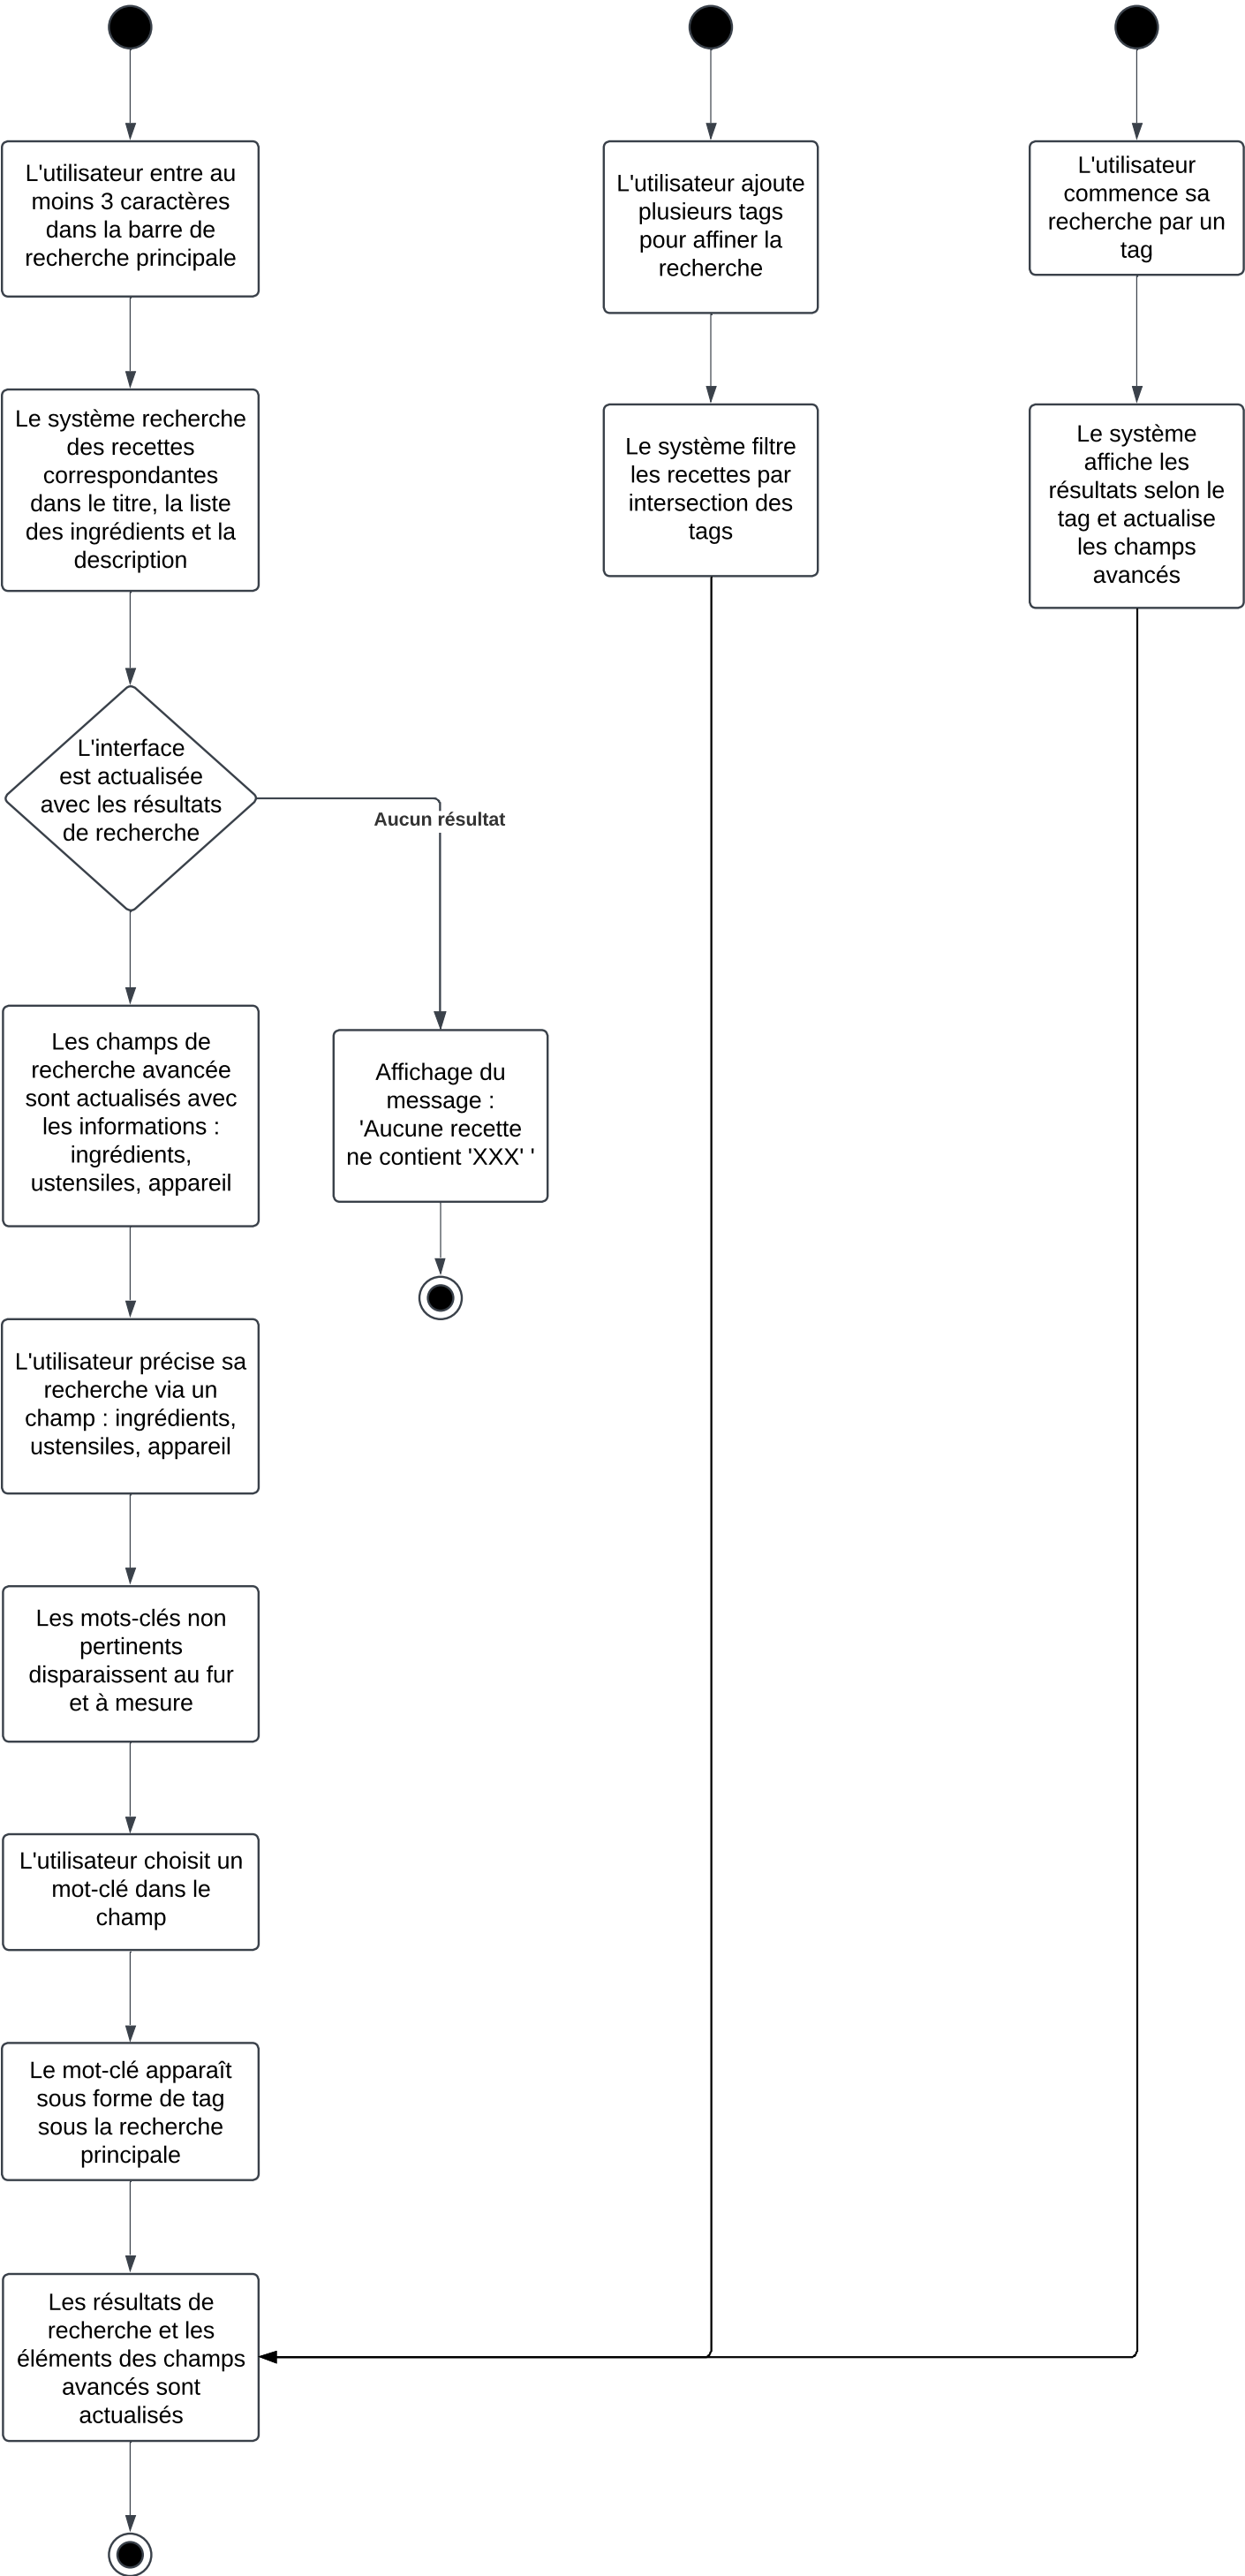 L'utilisateur entre au
moins 3 caractères
dans la barre de
recherche principale
L'utilisateur ajoute
plusieurs tags
pour affiner la
recherche
L'utilisateur
commence sa
recherche par un
tag
Le système recherche
des recettes
correspondantes
dans le titre, la liste
des ingrédients et la
description
Le système filtre
les recettes par
intersection des
tags
Le système
affiche les
résultats selon le
tag et actualise
les champs
avancés
L'interface
est actualisée
avec les résultats
de recherche
Aucun résultat
Les champs de
recherche avancée
sont actualisés avec
les informations :
ingrédients,
ustensiles, appareil
Affichage du
message :
'Aucune recette
ne contient 'XXX' '
L'utilisateur précise sa
recherche via un
champ : ingrédients,
ustensiles, appareil
Les mots-clés non
pertinents
disparaissent au fur
et à mesure
L'utilisateur choisit un
mot-clé dans le
champ
Le mot-clé apparaît
sous forme de tag
sous la recherche
principale
Les résultats de
recherche et les
éléments des champs
avancés sont
actualisés